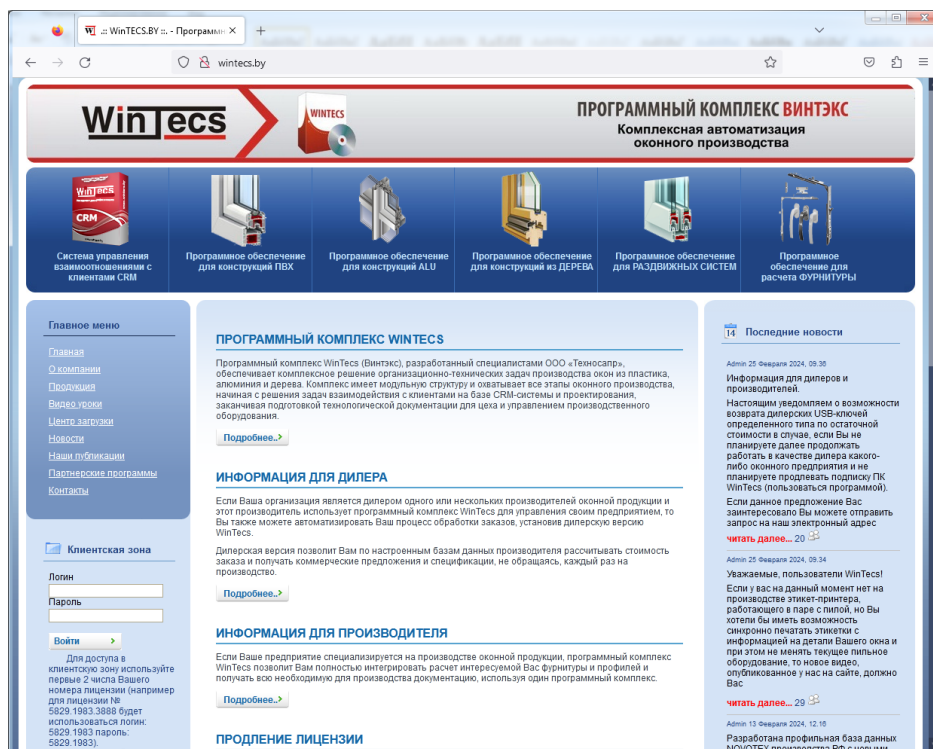 .:: WinTECS.BY ::. - Програм
wintecs.by
WinTecs
WINTECS
ПРОГРАММНЫЙ КОМПЛЕКС ВИНТЭКС
Комплексная автоматизация
оконного производства
WinTecs
CRM
Система управления
взаимоотношениями с
клиентами CRM
Программное обеспечение
для конструкций ПВХ
Программное обеспечение
для конструкций ALU
Программное обеспечение
для конструкций из ДЕРЕВА
Программное обеспечение
для РАЗДВИЖНЫХ СИСТЕМ
Программное
обеспечение для
расчета ФУРНИТУРЫ
Главное меню
Главная
О компании
Продукция
Видео уроки
Центр загрузки
Новости
Наши публикации
Партнерские программы
Контакты
Клиентская зона
Логин
Пароль
Войти
Для доступа в
клиентскую зону используйте
первые 2 числа Вашего
номера лицензии (например
для лицензии №
5829.1983.3888 будет
использоваться логин:
5829.1983 пароль:
5829.1983).
ПРОГРАММНЫЙ КОМПЛЕКС WINTECS
Программный комплекс WinTecs (Винтэкс), разработанный специалистами ООО «Техносапр»,
обеспечивает комплексное решение организационно-технических задач производства окон из пластика,
алюминия и дерева. Комплекс имеет модульную структуру и охватывает все этапы оконного производства,
начиная с решения задач взаимодействия с клиентами на базе CRM-системы и проектирования,
заканчивая подготовкой технологической документации для цеха и управлением производственного
оборудования.
Подробнее..
ИНФОРМАЦИЯ ДЛЯ ДИЛЕРА
Если Ваша организация является дилером одного или нескольких производителей оконной продукции и
этот производитель использует программный комплекс WinTecs для управления своим предприятием, то
Вы также можете автоматизировать Ваш процесс обработки заказов, установив дилерскую версию
WinTecs.
Дилерская версия позволит Вам по настроенным базам данных производителя рассчитывать стоимость
заказа и получать коммерческие предложения и спецификации, не обращаясь, каждый раз на
производство.
Подробнее..
ИНФОРМАЦИЯ ДЛЯ ПРОИЗВОДИТЕЛЯ
Если Ваше предприятие специализируется на производстве оконной продукции, программный комплекс
WinTecs позволит Вам полностью интегрировать расчет интересуемой Вас фурнитуры и профилей и
получать всю необходимую для производства документацию, используя один программный комплекс.
Подробнее..
ПРОДЛЕНИЕ ЛИЦЕНЗИИ
14
Последние новости
Admin 25 Февраля 2024, 09.36
Информация для дилеров и
производителей.
Настоящим уведомляем о возможности
возврата дилерских USB-ключей
определенного типа по остаточной
стоимости в случае, если Вы не
планируете далее продолжать
работать в качестве дилера какого-
либо оконного предприятия и не
планируете продлевать подписку ПК
WinTecs (пользоваться программой).
Если данное предложение Вас
заинтересовало Вы можете отправить
запрос на наш электронный адрес
читать далее... 20
Admin 25 Февраля 2024, 09.34
Уважаемые, пользователи WinTecs!
Если у вас на данный момент нет на
производстве этикет-принтера,
работающего в паре с пилой, но Вы
хотели бы иметь возможность
синхронно печатать этикетки с
информацией на детали Вашего окна и
при этом не менять текущее пильное
оборудование, то новое видео,
опубликованное у нас на сайте, должно
Вас
читать далее... 29
Admin 13 Февраля 2024, 12.16
Разработана профильная база данных
NOVOTEX производства РФ с новыми